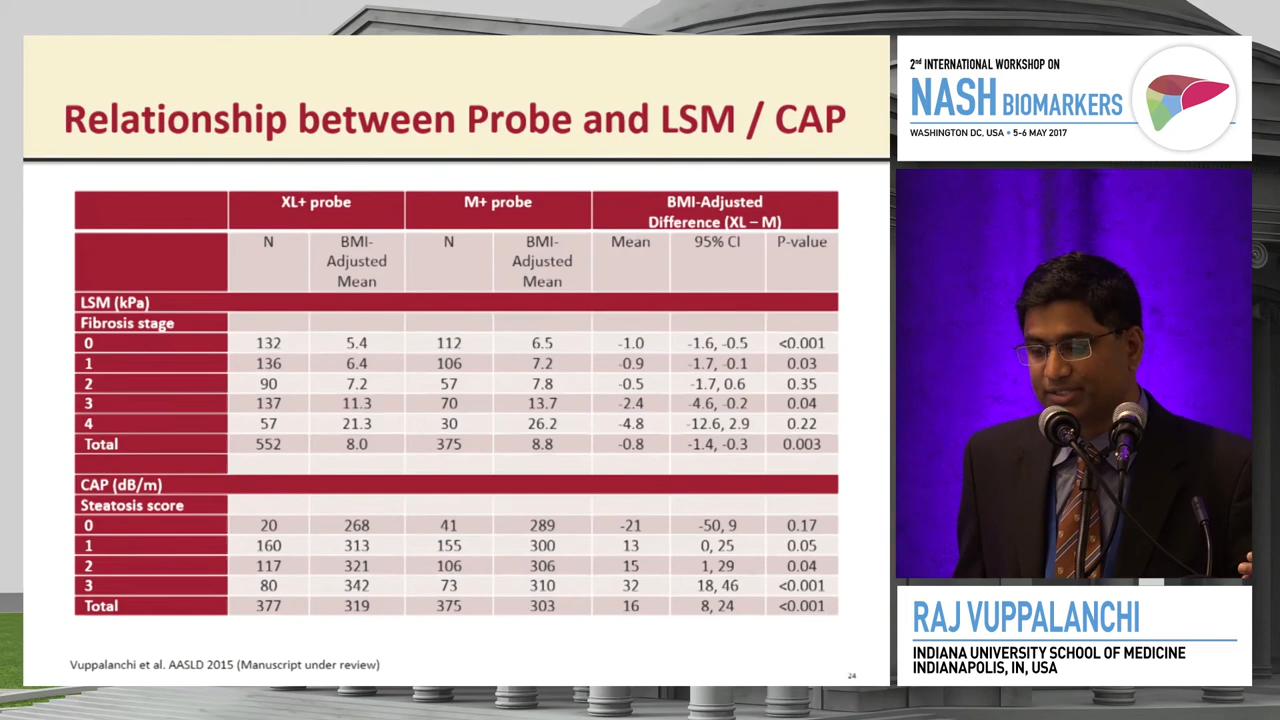 Relationship between Probe and LSM / CAP
XL+ probe M+ probe BMI-Adjusted
Difference (XL – M)
N BMI- N BMI- Mean 95% CI P-value
Adjusted Adjusted
Mean Mean
LSM (kPa)
Fibrosis stage
0 132 5.4 112 6.5 -1.0 -1.6, -0.5 <0.001
1 136 6.4 106 7.2 -0.9 -1.7, -0.1 0.03
2 90 7.2 57 7.8 -0.5 -1.7, 0.6 0.35
3 137 11.3 70 13.7 -2.4 -4.6, -0.2 0.04
4 57 21.3 30 26.2 -4.8 -12.6, 2.9 0.22
Total 552 8.0 375 8.8 -0.8 -1.4, -0.3 0.003
CAP (dB/m)
Steatosis score
0 20 268 41 289 -21 -50, 9 0.17
1 160 313 155 300 13 0, 25 0.05
2 117 321 106 306 15 1, 29 0.04
3 80 342 73 310 32 18, 46 <0.001
Total 377 319 375 303 16 8, 24 <0.001
Vuppalanchi et al. AASLD 2015 (Manuscript under review)
24
2nd INTERNATIONAL WORKSHOP ON
NASH BIOMARKERS
WASHINGTON DC, USA • 5-6 MAY 2017
RAJ VUPPALANCHI
INDIANA UNIVERSITY SCHOOL OF MEDICINE
INDIANAPOLIS, IN, USA